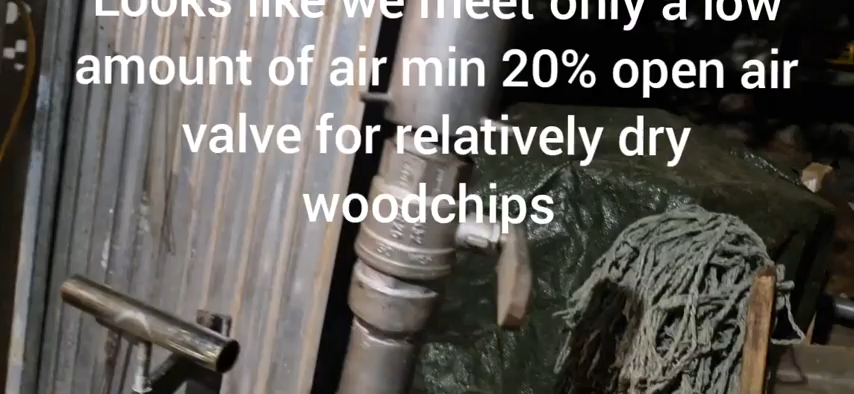 Looks like we meet only a low
amount of air min 20% open air
valve for relatively dry
woodchips